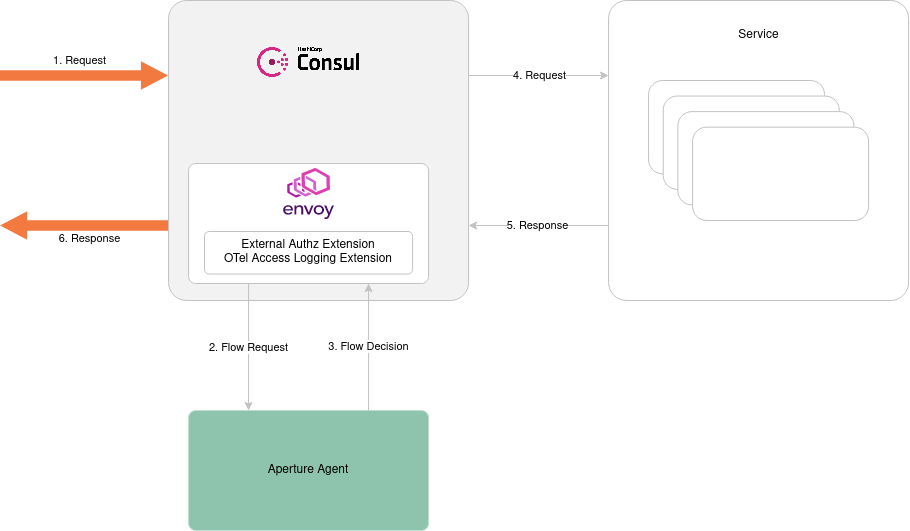 HashiCorp
Consul
Service
1. Request
4. Request
envoy
6. Response
5. Response
External Authz Extension
OTel Access Logging Extension
2. Flow Request
3. Flow Decision
Aperture Agent